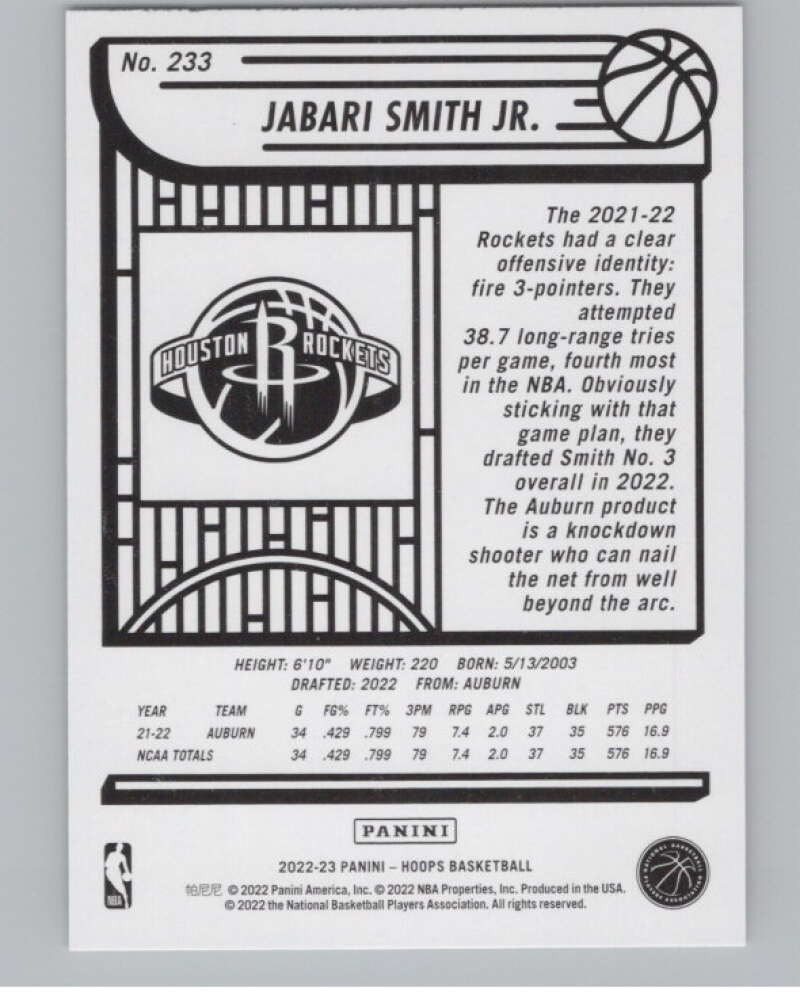 No. 233
JABARI SMITH JR.
HOUSTON R ROCKETS
The 2021-22
Rockets had a clear
offensive identity:
fire 3-pointers. They
attempted
38.7 long-range tries
per game, fourth most
in the NBA. Obviously
sticking with that
game plan, they
drafted Smith No. 3
overall in 2022.
The Auburn product
is a knockdown
shooter who can nail
the net from well
beyond the arc.
HEIGHT: 6'10" WEIGHT: 220 BORN: 5/13/2003
DRAFTED: 2022 FROM: AUBURN
YEAR TEAM G FG% FT% 3PM RPG APG STL BLK PTS PPG
21-22 AUBURN 34 .429 .799 79 7.4 2.0 37 35 576 16.9
NCAA TOTALS 34 .429 .799 79 7.4 2.0 37 35 576 16.9
PANINI
2022-23 PANINI – HOOPS BASKETBALL
帕尼尼 © 2022 Panini America, Inc. © 2022 NBA Properties, Inc. Produced in the USA.
© 2022 the National Basketball Players Association. All rights reserved.
NBA
NATIONAL BASKETBALL PLAYERS ASSOCIATION